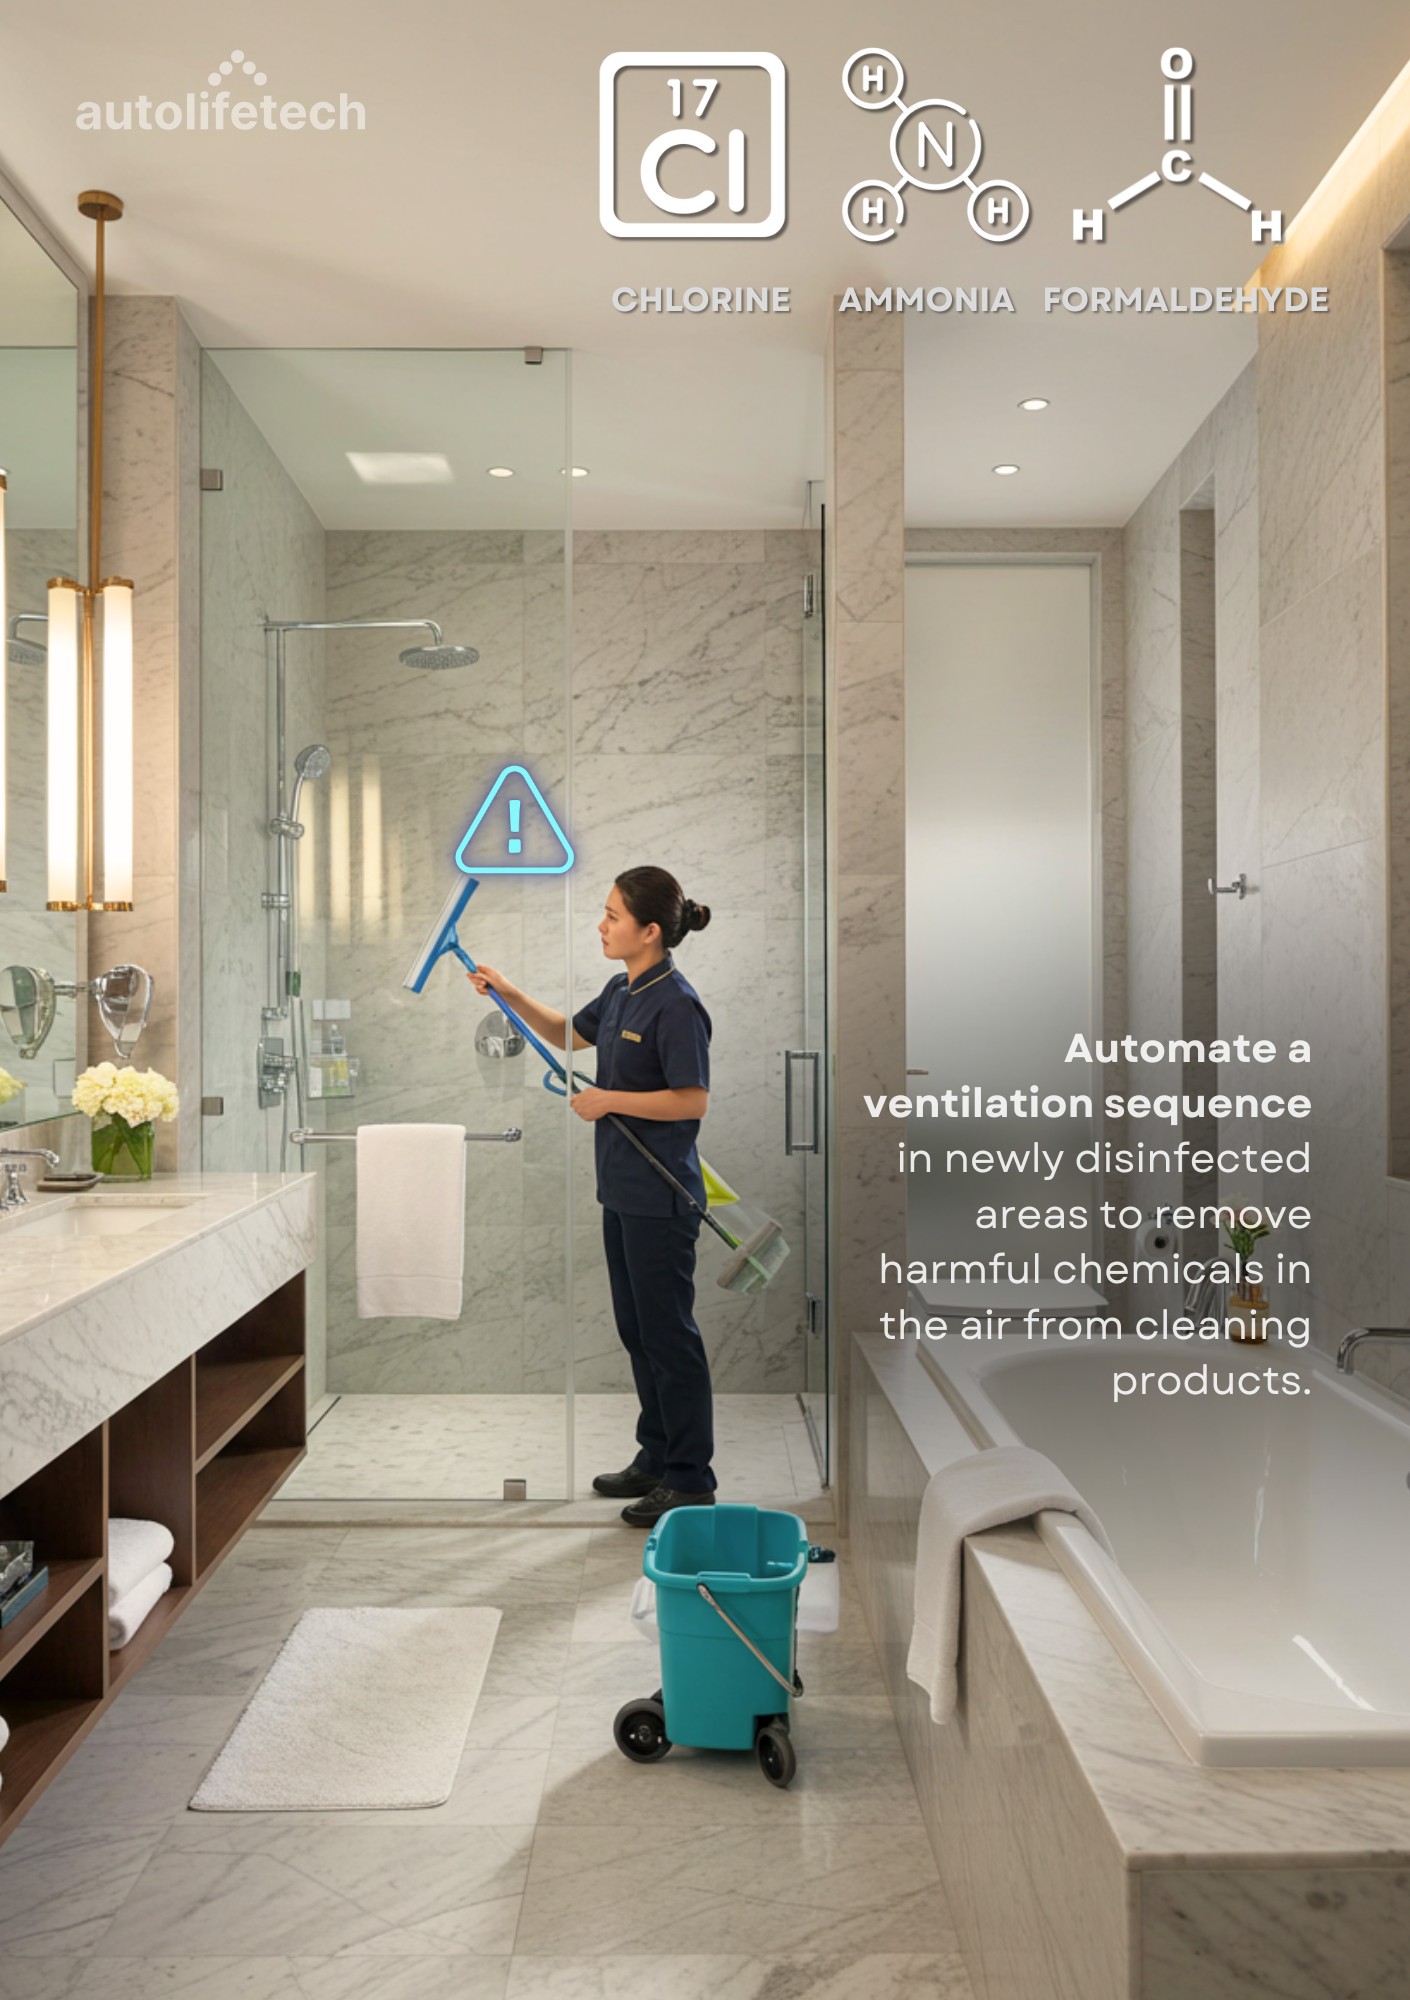 autolifetech
17
Cl
H
N
H
H
O
C
H
H
CHLORINE
AMMONIA
FORMALDEHYDE
!
Automate a
ventilation sequence
in newly disinfected
areas to remove
harmful chemicals in
the air from cleaning
products.